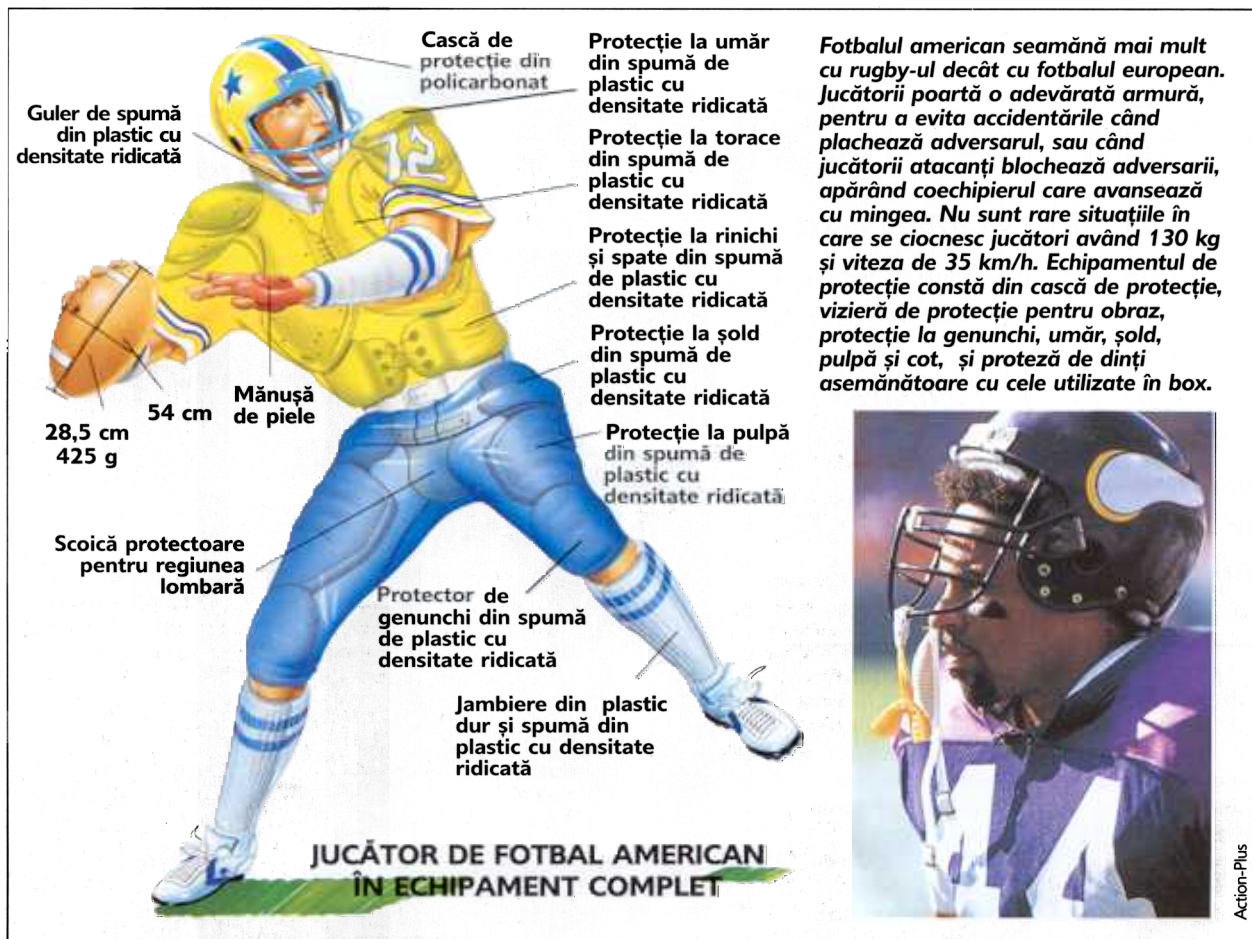 Cască de
protecție din
policarbonat
Guler de spumă
din plastic cu
densitate ridicată
Protecție la umăr
din spumă de
plastic cu
densitate ridicată
Protecție la torace
din spumă de
plastic cu
densitate ridicată
Protecție la rinichi
și spate din spumă
de plastic cu
densitate ridicată
Protecție la șold
din spumă de
plastic cu
densitate ridicată
Protecție la pulpă
din spumă de
plastic cu
densitate ridicată
72
54 cm
28,5 cm
425 g
Mănușă
de piele
Scoică protectoare
pentru regiunea
lombară
Protector de
genunchi din spumă
de plastic cu
densitate ridicată
Jambiere din plastic
dur și spumă din
plastic cu densitate
ridicată
JUCĂTOR DE FOTBAL AMERICAN
ÎN ECHIPAMENT COMPLET
Fotbalul american seamănă mai mult
cu rugby-ul decât cu fotbalul european.
Jucătorii poartă o adevărată armură,
pentru a evita accidentările când
plachează adversarul, sau când
jucătorii atacanți blochează adversarii,
apărând coechipierul care avansează
cu mingea. Nu sunt rare situațiile în
care se ciocnesc jucători având 130 kg
și viteza de 35 km/h. Echipamentul de
protecție constă din cască de protecție,
vizieră de protecție pentru obraz,
protecție la genunchi, umăr, șold,
pulpă și cot, și proteză de dinți
asemănătoare cu cele utilizate în box.
44
Action-Plus